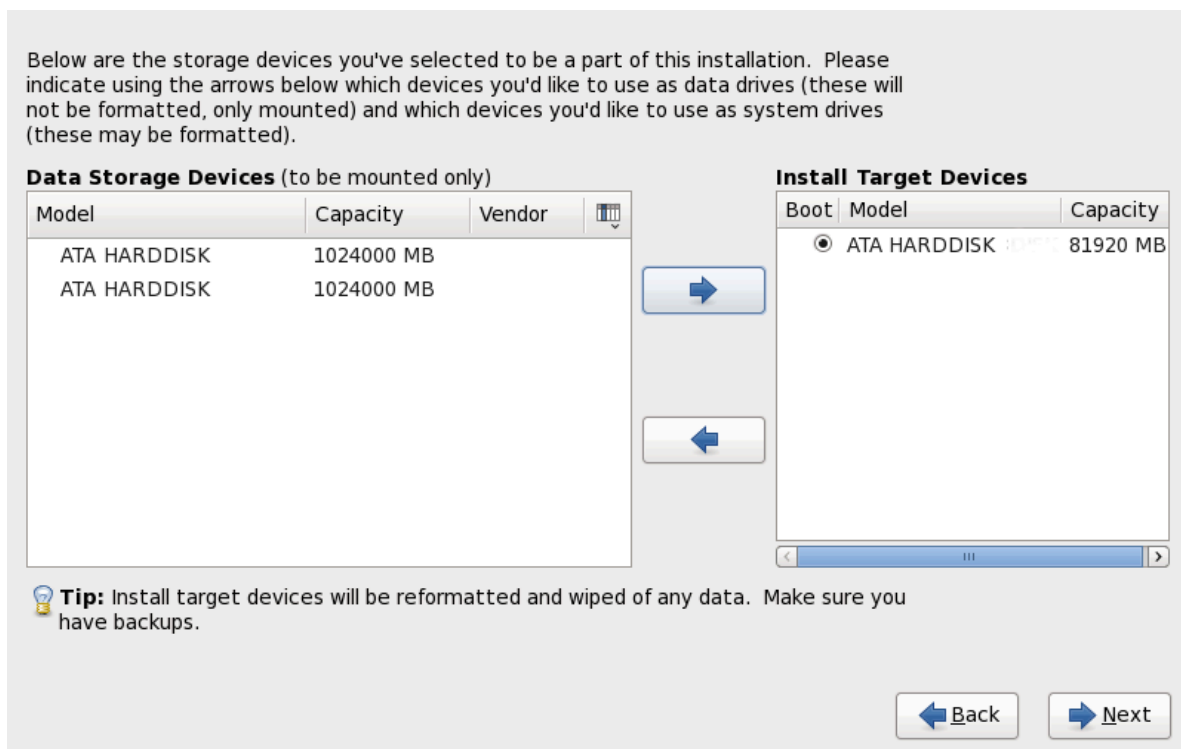 Below are the storage devices you've selected to be a part of this installation.  Please
indicate using the arrows below which devices you'd like to use as data drives (these will
not be formatted, only mounted) and which devices you'd like to use as system drives
(these may be formatted).
Data Storage Devices (to be mounted only)
Model Capacity Vendor
ATA HARDDISK 1024000 MB
ATA HARDDISK 1024000 MB
Install Target Devices
Boot Model Capacity
ATA HARDDISK 81920 MB
Tip: Install target devices will be reformatted and wiped of any data.  Make sure you
have backups.
Back Next